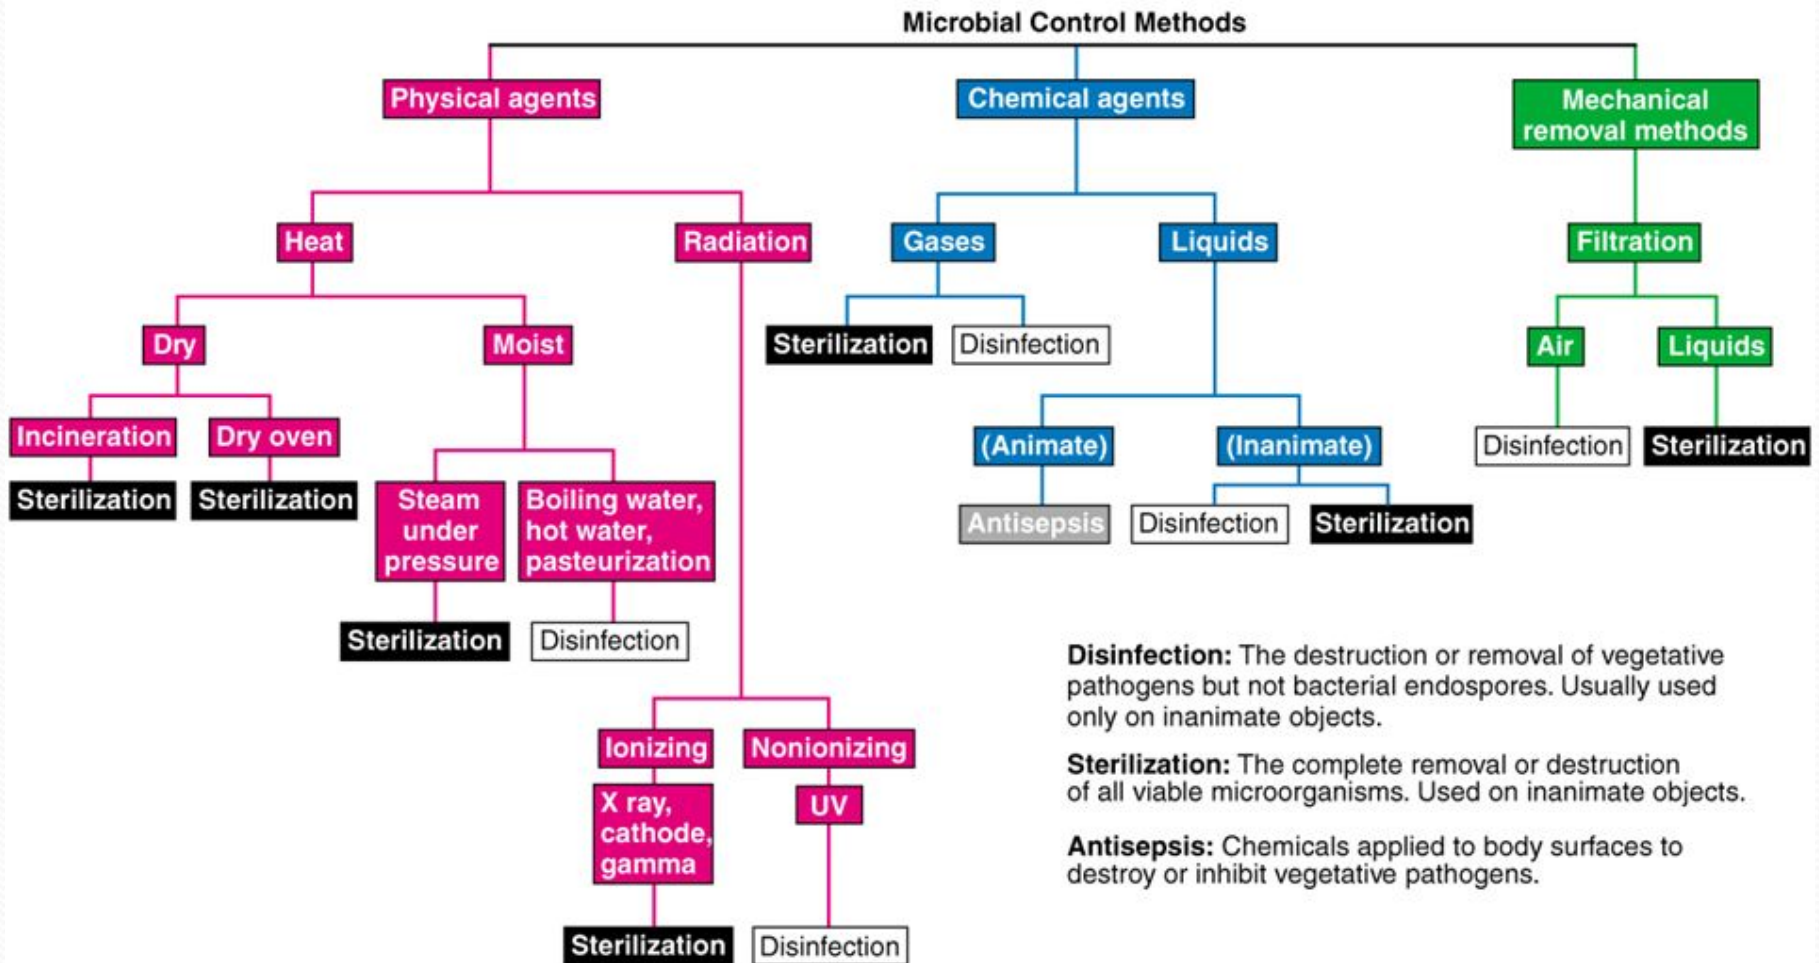 Microbial Control Methods
Physical agents
Chemical agents
Mechanical
removal methods
Heat
Radiation
Gases
Liquids
Filtration
Dry
Moist
Sterilization
Disinfection
Air
Liquids
Incineration
Dry oven
(Animate)
(Inanimate)
Disinfection
Sterilization
Sterilization
Sterilization
Steam
under
pressure
Boiling water,
hot water,
pasteurization
Antisepsis
Disinfection
Sterilization
Sterilization
Disinfection
Ionizing
Nonionizing
X ray,
cathode,
gamma
UV
Sterilization
Disinfection
Disinfection: The destruction or removal of vegetative
pathogens but not bacterial endospores. Usually used
only on inanimate objects.
Sterilization: The complete removal or destruction
of all viable microorganisms. Used on inanimate objects.
Antisepsis: Chemicals applied to body surfaces to
destroy or inhibit vegetative pathogens.